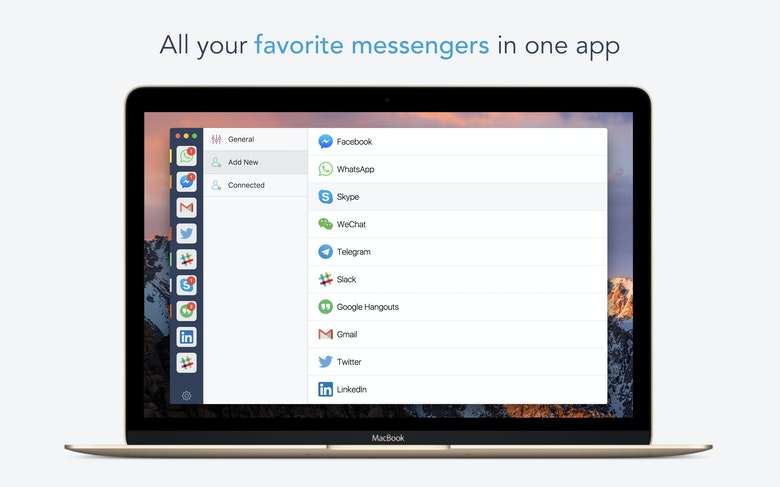 All your favorite messengers in one app
General
Add New
Connected
Facebook
WhatsApp
Skype
WeChat
Telegram
Slack
Google Hangouts
Gmail
Twitter
LinkedIn
MacBook